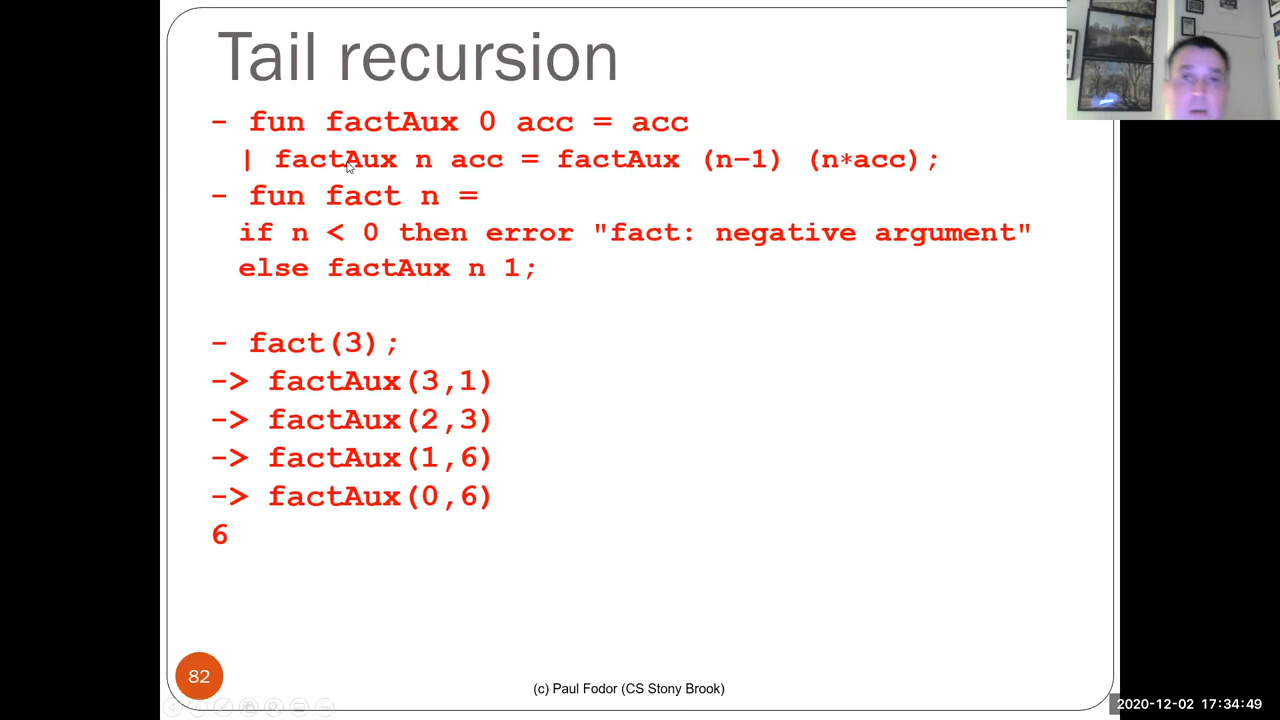 Tail recursion
- fun factAux 0 acc = acc
| factAux n acc = factAux (n-1) (n*acc);
- fun fact n =
if n < 0 then error "fact: negative argument"
else factAux n 1;
- fact(3);
-> factAux(3,1)
-> factAux(2,3)
-> factAux(1,6)
-> factAux(0,6)
6
82
(c) Paul Fodor (CS Stony Brook)
2020-12-02 17:34:49